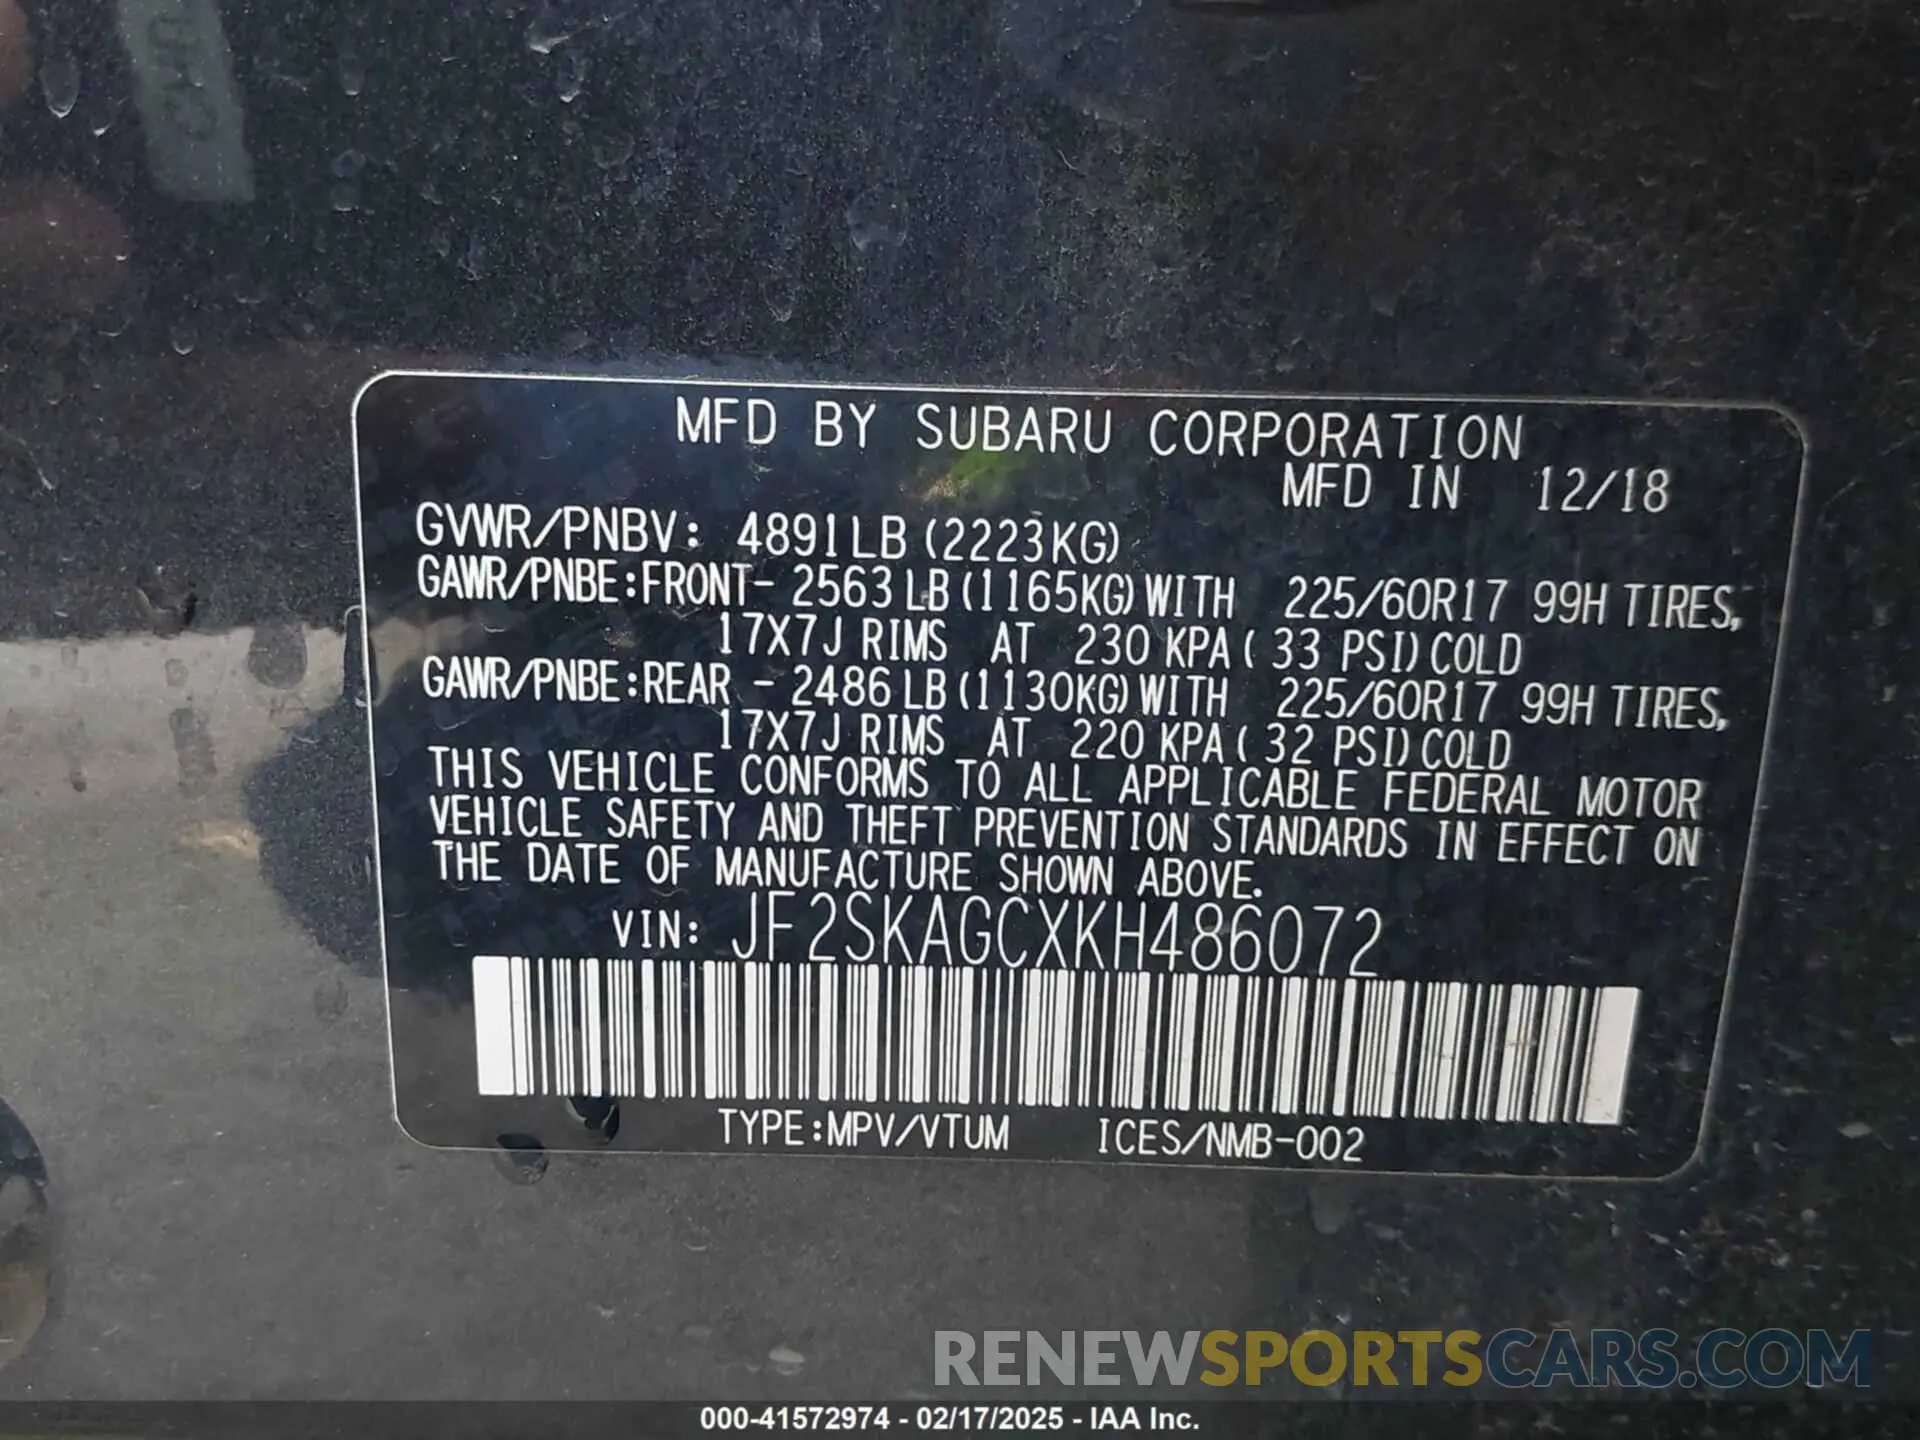 MFD BY SUBARU CORPORATION
MFD IN 12/18
GVWR/PNBV: 4891LB (2223KG)
GAWR/PNBE:FRONT- 2563 LB (1165KG) WITH 225/60R17 99H TIRES,
17X7J RIMS AT 230 KPA ( 33 PSI) COLD
GAWR/PNBE:REAR - 2486 LB (1130KG) WITH 225/60R17 99H TIRES,
17X7J RIMS AT 220 KPA ( 32 PSI) COLD
THIS VEHICLE CONFORMS TO ALL APPLICABLE FEDERAL MOTOR
VEHICLE SAFETY AND THEFT PREVENTION STANDARDS IN EFFECT ON
THE DATE OF MANUFACTURE SHOWN ABOVE.
VIN: JF2SKAGCXKH486072
TYPE:MPV/VTUM ICES/NMB-002
RENEWSPORTSCARS.COM
000-41572974 - 02/17/2025 - IAA Inc.